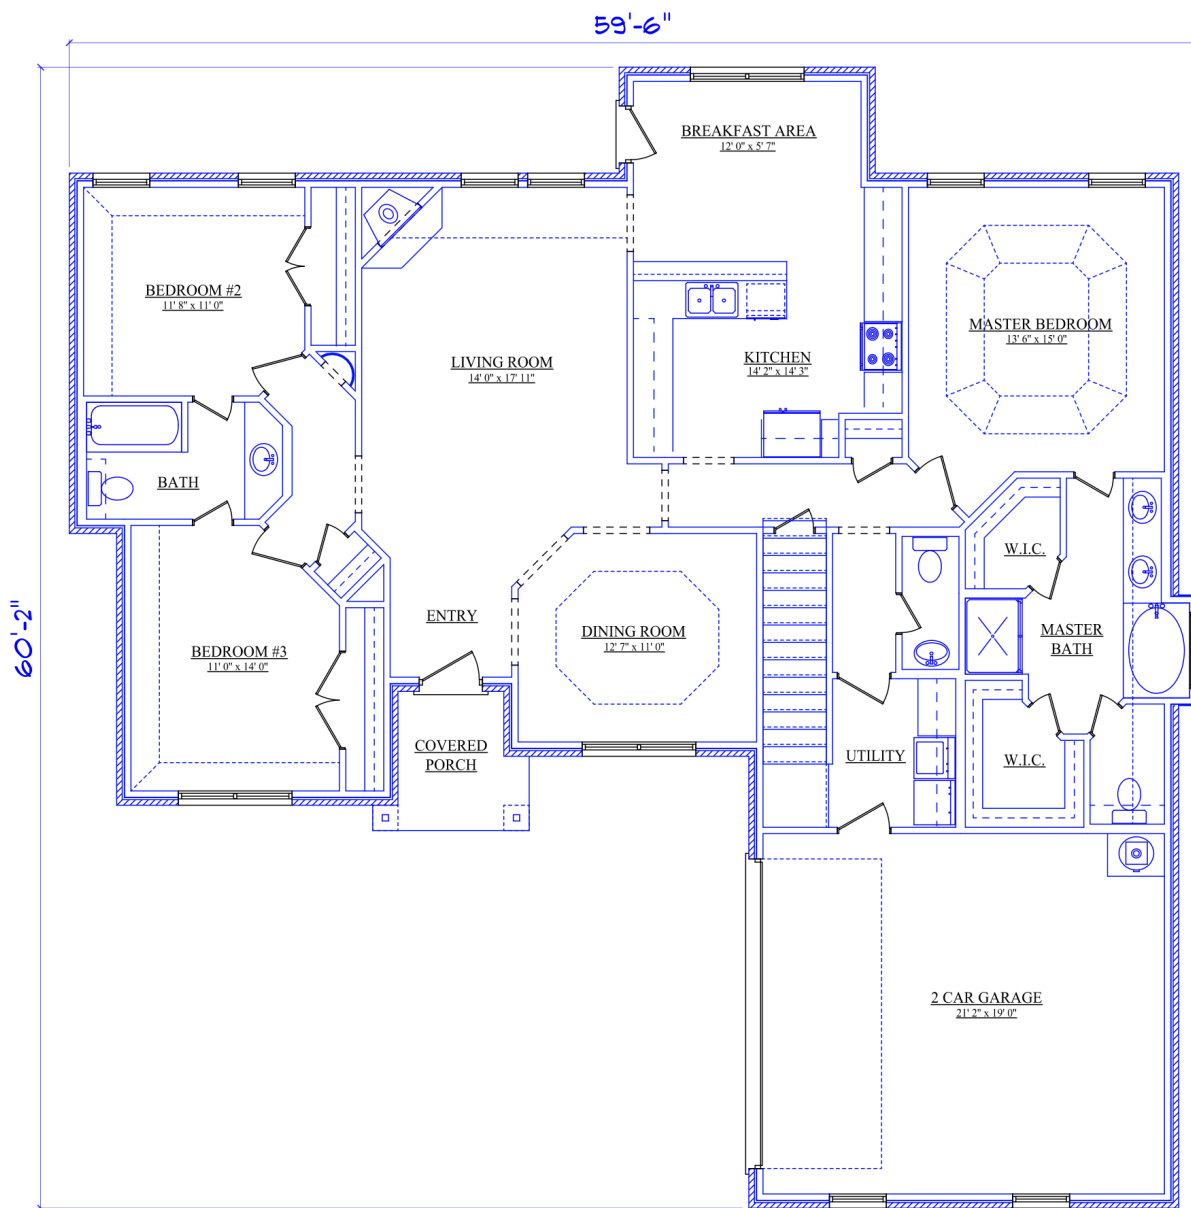 59'-6"
60'-2"
BREAKFAST AREA
12' 0" x 5' 7"
BEDROOM #2
11' 8" x 11' 0"
LIVING ROOM
14' 0" x 17' 11"
KITCHEN
14' 2" x 14' 3"
MASTER BEDROOM
13' 6" x 15' 0"
BATH
W.I.C.
ENTRY
DINING ROOM
12' 7" x 11' 0"
MASTER
BATH
BEDROOM #3
11' 0" x 14' 0"
COVERED
PORCH
UTILITY
W.I.C.
2 CAR GARAGE
21' 2" x 19' 0"